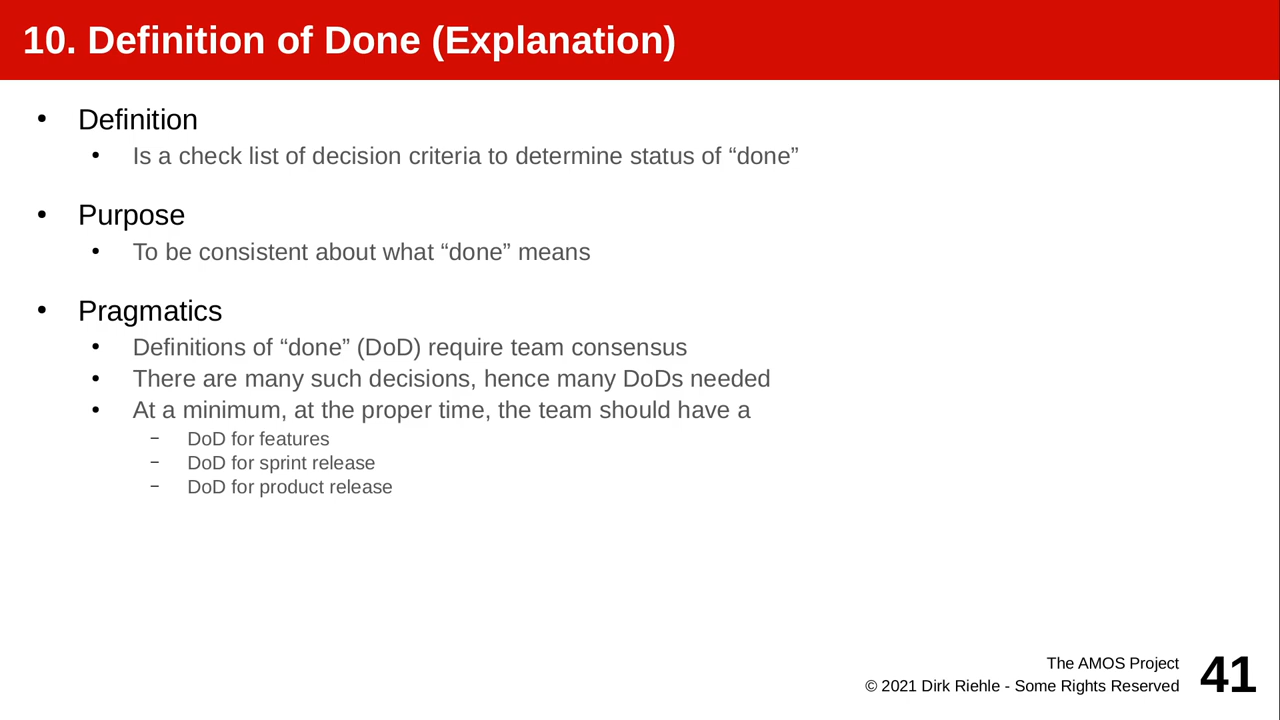 10. Definition of Done (Explanation)
• Definition
• Is a check list of decision criteria to determine status of “done”
• Purpose
• To be consistent about what “done” means
• Pragmatics
• Definitions of “done” (DoD) require team consensus
• There are many such decisions, hence many DoDs needed
• At a minimum, at the proper time, the team should have a
– DoD for features
– DoD for sprint release
– DoD for product release
The AMOS Project
© 2021 Dirk Riehle - Some Rights Reserved
41